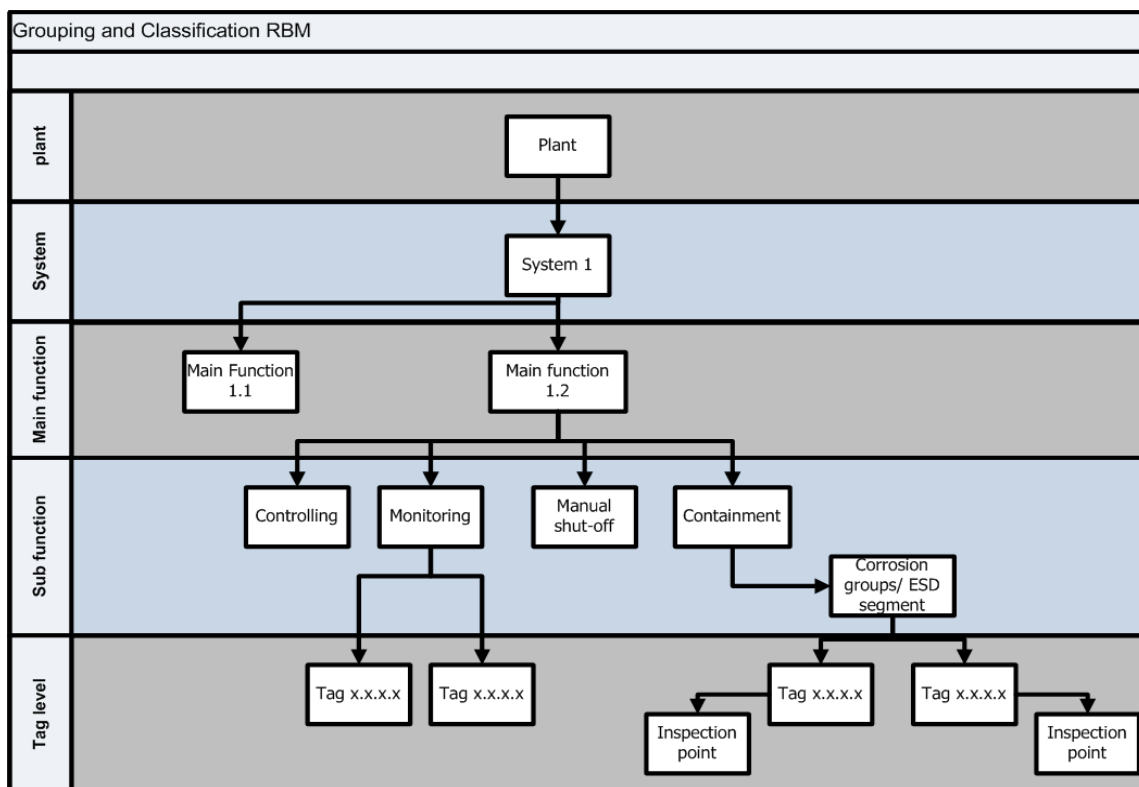 Grouping and Classification RBM
plant
Plant
System
System 1
Main function
Main Function
1.1
Main function
1.2
Sub function
Controlling
Monitoring
Manual
shut-off
Containment
Corrosion
groups/ ESD
segment
Tag level
Tag x.x.x.x
Tag x.x.x.x
Tag x.x.x.x
Tag x.x.x.x
Inspection
point
Inspection
point